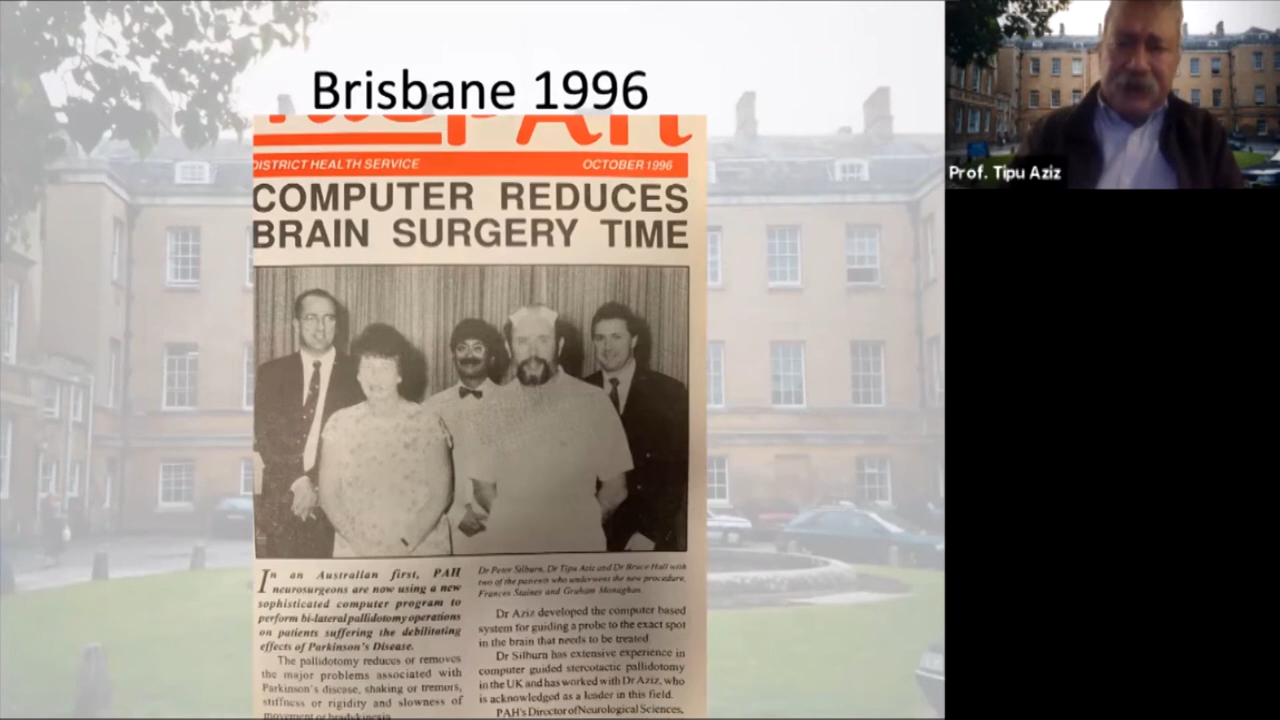 Brisbane 1996
DISTRICT HEALTH SERVICE
OCTOBER 1996
COMPUTER REDUCES
BRAIN SURGERY TIME
In an Australian first, PAH
neurosurgeons are now using a new
sophisticated computer program to
perform bi-lateral pallidotomy operations
on patients suffering the debilitating
effects of Parkinson's Disease.
The pallidotomy reduces or removes
the major problems associated with
Parkinson's disease, shaking or tremors,
stiffness or rigidity and slowness of
movement or bradykinesia
Dr Peter Silburn, Dr Tipu Aziz and Dr Bruce Hall with
two of the patients who underwent the new procedure,
Frances Staines and Graham Monaghan.
Dr Aziz developed the computer based
system for guiding a probe to the exact spot
in the brain that needs to be treated.
Dr Silburn has extensive experience in
computer guided stereotactic pallidotomy
in the UK and has worked with Dr Aziz, who
is acknowledged as a leader in this field.
PAH's Director of Neurological Sciences,
Prof. Tipu Aziz